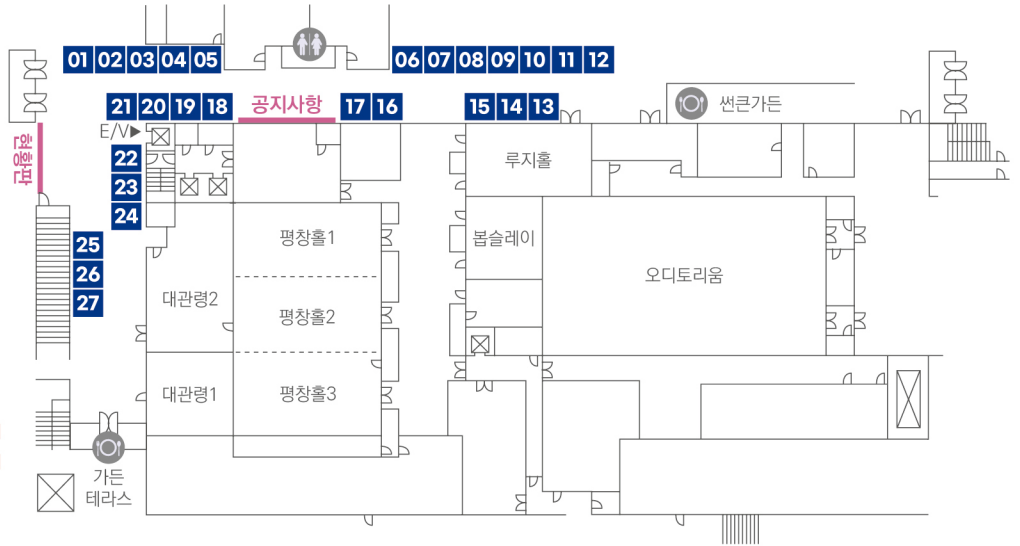 01 02 03 04 05
06 07 08 09 10 11 12
21 20 19 18
공지사항
17 16
15 14 13
썬큰가든
E/V▶
현황판
22
23
24
25
26
27
루지홀
봅슬레이
오디토리움
평창홀1
평창홀2
평창홀3
대관령2
대관령1
가든
테라스